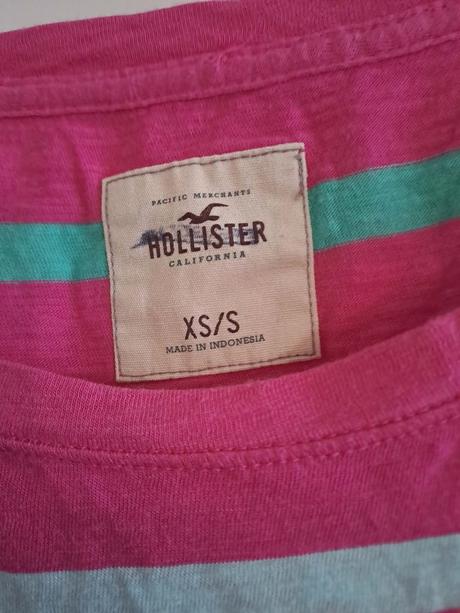 PACIFIC MERCHANTS
HOLLISTER
CALIFORNIA
XS/S
MADE IN INDONESIA